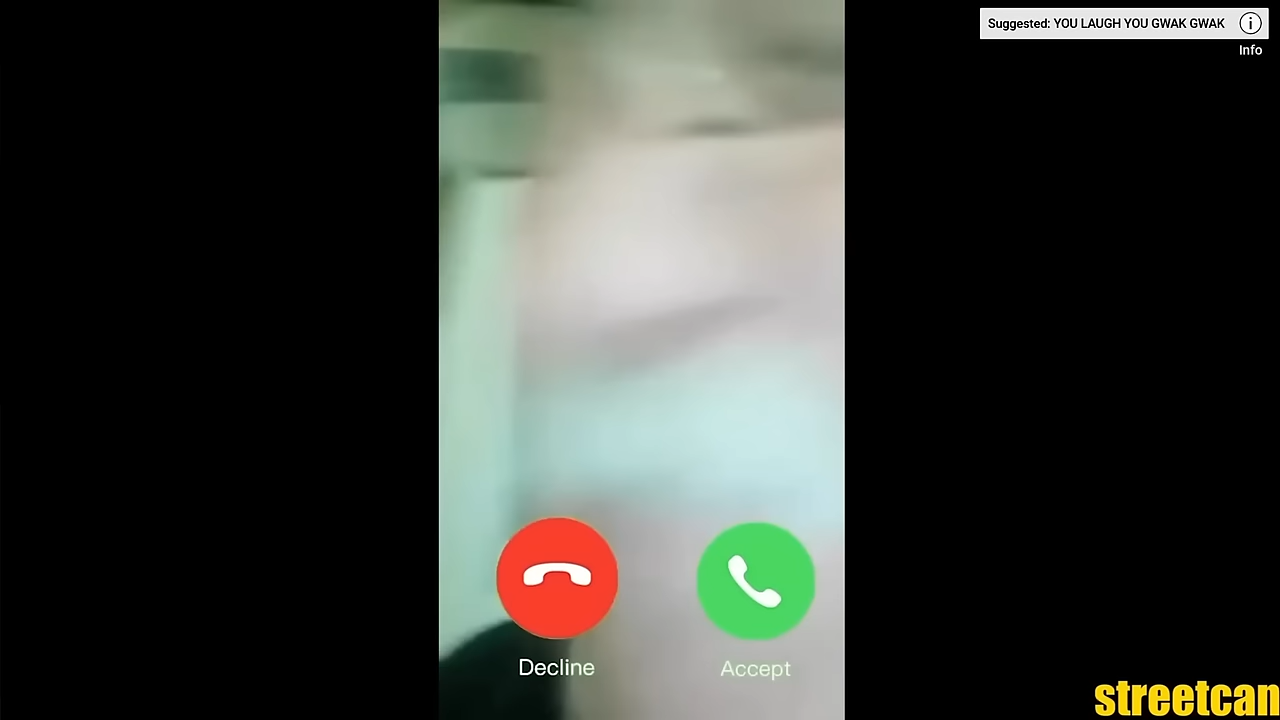 Suggested: YOU LAUGH YOU GWAK GWAK
Info
Decline
Accept
streetcan